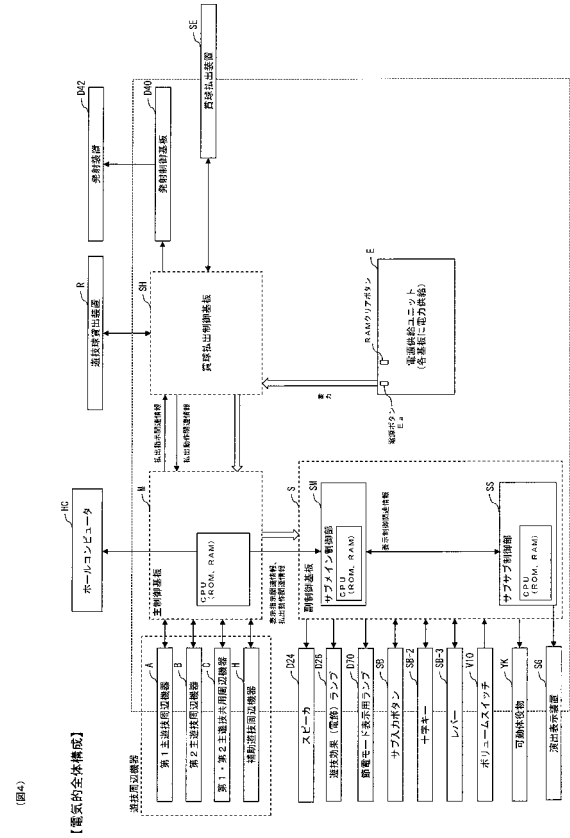 (図4)
【電気的全体構成】
HC
ホールコンピュータ
R
遊技球貸出装置
D42
発射装置
D40
発射制御基板
SE
賞球払出装置
SH
賞球払出制御基板
払出指示関連情報
払出動作関連情報
M
主制御基板
CPU
(ROM、RAM)
遊技周辺機器
A
第1主遊技周辺機器
B
第2主遊技周辺機器
C
第1・第2主遊技共用周辺機器
H
補助遊技周辺機器
表示指示関連情報、
払出動作関連情報
電力
E
RAMクリアボタン
電源ボタン
Ea
電源供給ユニット
(各基板に電力供給)
S
副制御基板
SM
サブメイン制御部
CPU
(ROM、RAM)
表示制御関連情報
SS
サブサブ制御部
CPU
(ROM、RAM)
D24
スピーカ
D26
遊技効果(電飾)ランプ
D70
節電モード表示用ランプ
SB
サブ入力ボタン
SB-2
十字キー
SB-3
レバー
V10
ボリュームスイッチ
YK
可動体役物
SG
演出表示装置